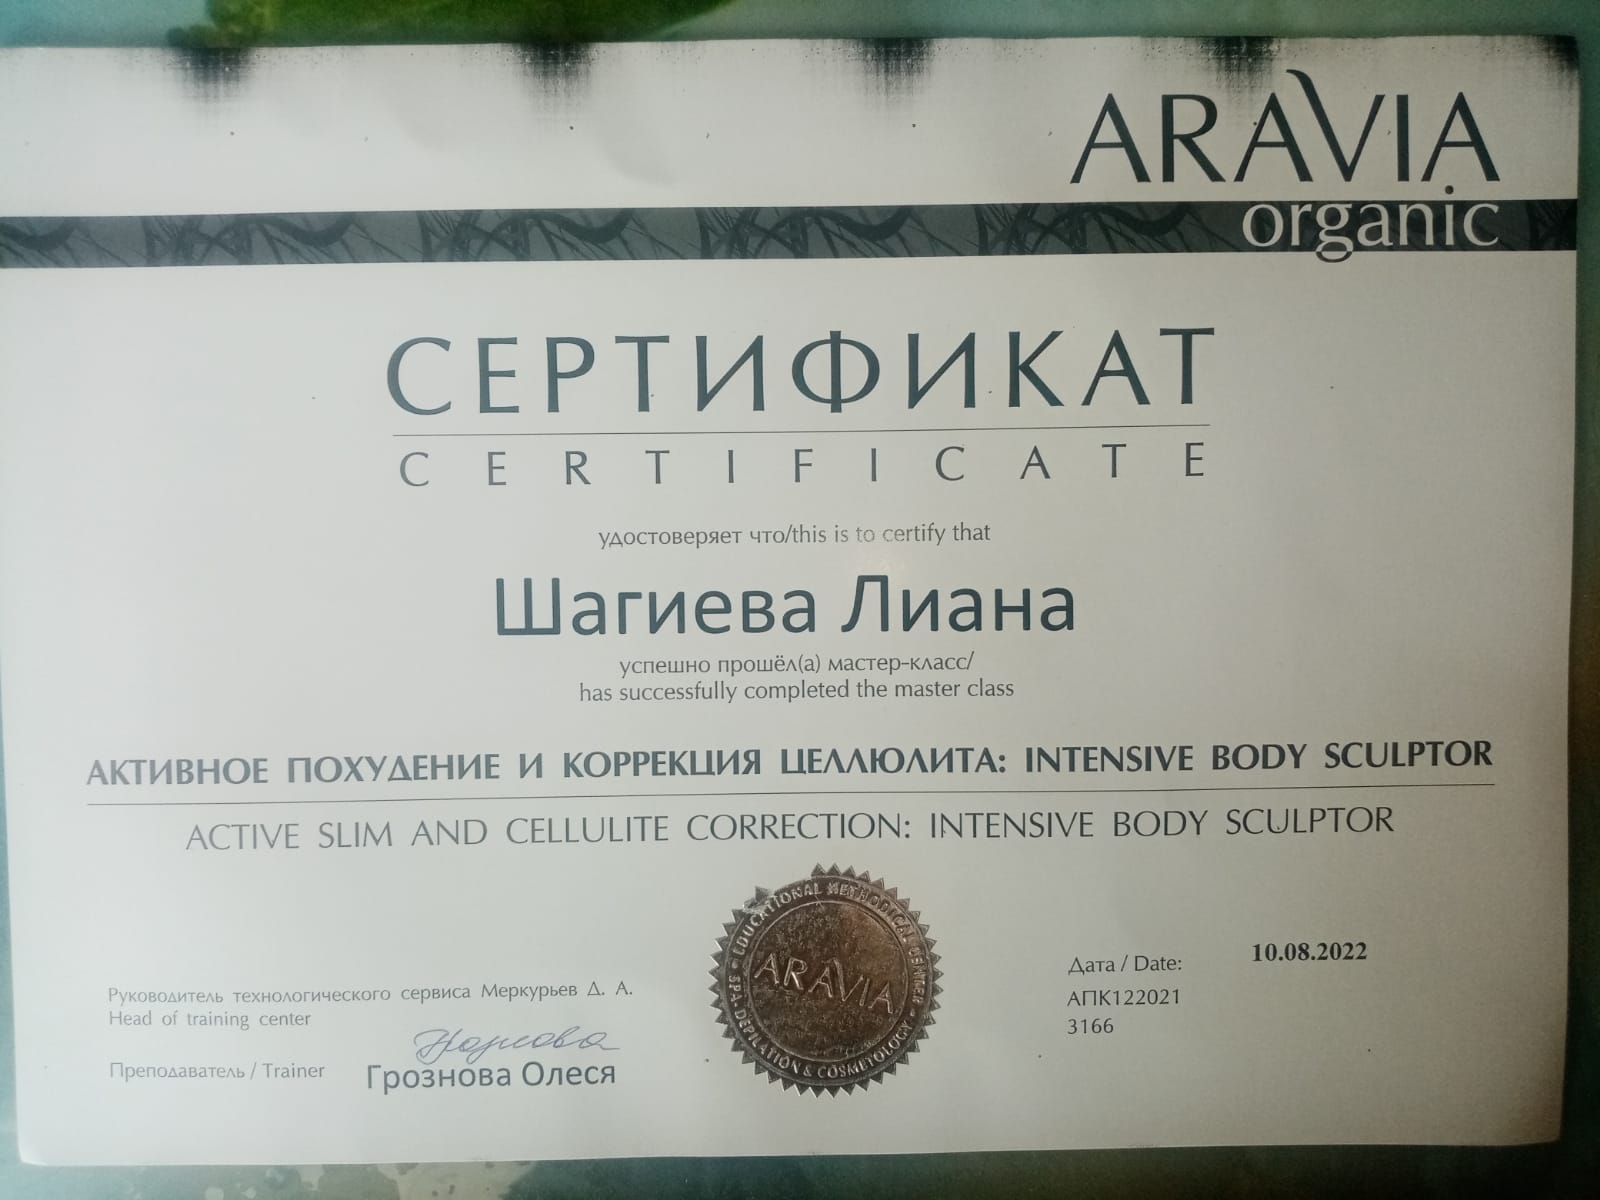 ARAVIA
organic
СЕРТИФИКАТ
CERTIFICATE
удостоверяет что/this is to certify that
Шагиева Лиана
успешно прошёл(а) мастер-класс/
has successfully completed the master class
АКТИВНОЕ ПОХУДЕНИЕ И КОРРЕКЦИЯ ЦЕЛЛЮЛИТА: INTENSIVE BODY SCULPTOR
ACTIVE SLIM AND CELLULITE CORRECTION: INTENSIVE BODY SCULPTOR
EDUCATIONAL METHODICAL CENTER
ARAVIA
SPA· DEPILATION & COSMETOLOGY
Руководитель технологического сервиса Меркурьев Д. А.
Head of training center
Преподаватель / Trainer
Грознова Олеся
Дата / Date:
10.08.2022
АПК122021
3166